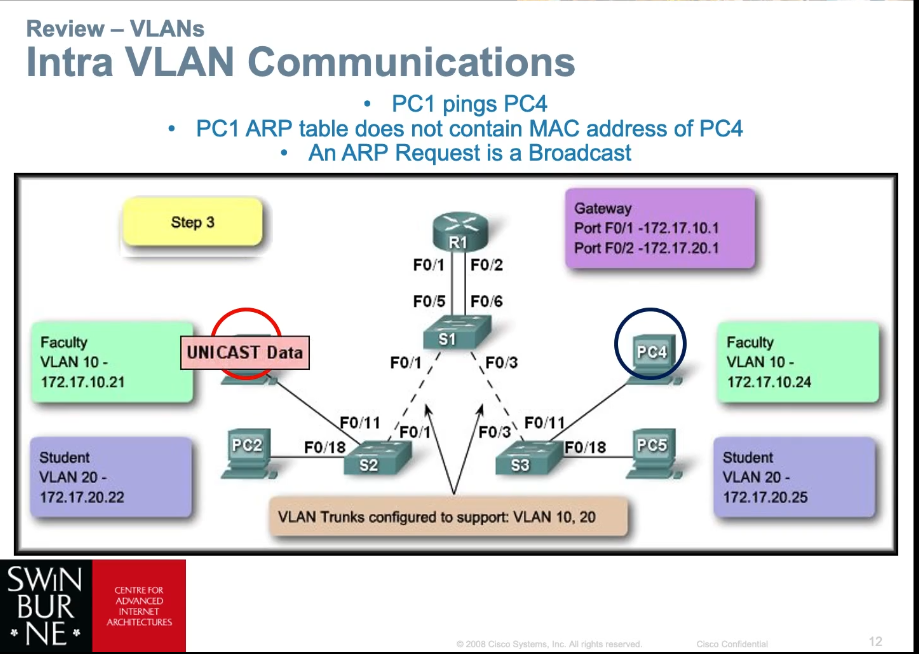 Review – VLANs
Intra VLAN Communications
• PC1 pings PC4
• PC1 ARP table does not contain MAC address of PC4
• An ARP Request is a Broadcast
Step 3
Gateway
Port F0/1 -172.17.10.1
Port F0/2 -172.17.20.1
R1
F0/1
F0/2
F0/5
F0/6
S1
F0/1
F0/3
Faculty
VLAN 10 -
172.17.10.21
UNICAST Data
PC4
Faculty
VLAN 10 -
172.17.10.24
F0/11
F0/1
F0/3
F0/11
Student
VLAN 20 -
172.17.20.22
PC2
F0/18
S2
S3
F0/18
PC5
Student
VLAN 20 -
172.17.20.25
VLAN Trunks configured to support: VLAN 10, 20
SWIN
BUR
* NE *
CENTRE FOR
ADVANCED
INTERNET
ARCHITECTURES
© 2008 Cisco Systems, Inc. All rights reserved.
Cisco Confidential
12